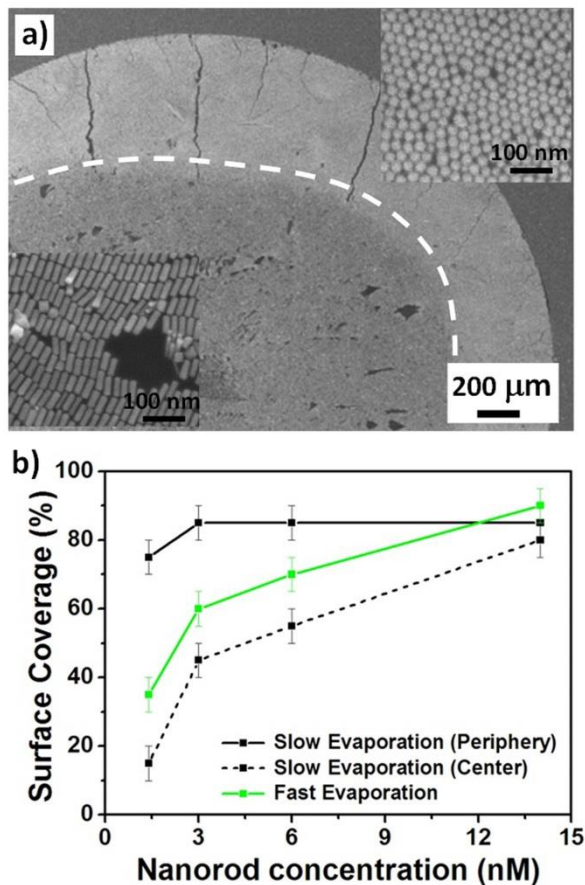 a)
100 nm
100 nm
200 μm
b)
100
80
60
40
20
0
Surface Coverage (%)
Slow Evaporation (Periphery)
Slow Evaporation (Center)
Fast Evaporation
0 3 6 9 12 15
Nanorod concentration (nM)